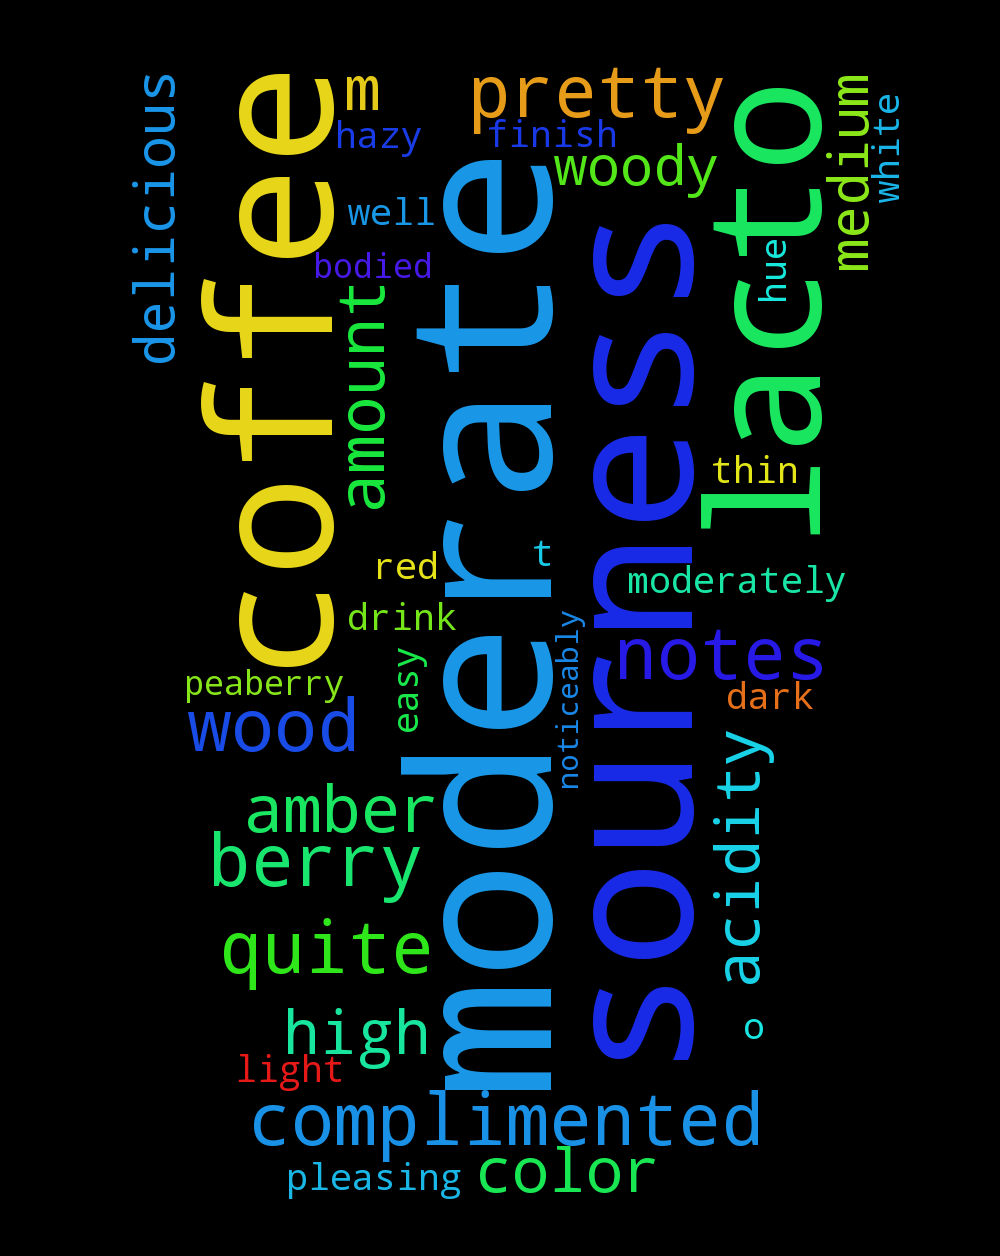 delicious
coffee
m
hazy
well
bodied
amount
pretty
finish
woody
moderate
sourness
lacto
medium
white
hue
thin
t
red
drink
moderately
easy
noticeably
notes
dark
peaberry
wood
acidity
amber
berry
quite
high
o
light
complimented
pleasing
color